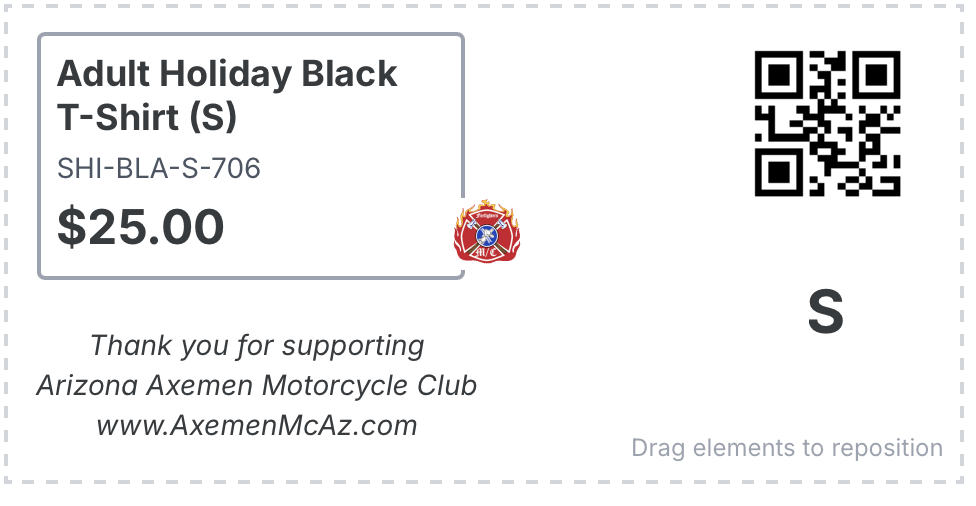 Adult Holiday Black
T-Shirt (S)
SHI-BLA-S-706
$25.00
Firefighters
M/C
Thank you for supporting
Arizona Axemen Motorcycle Club
www.AxemenMcAz.com
S
Drag elements to reposition